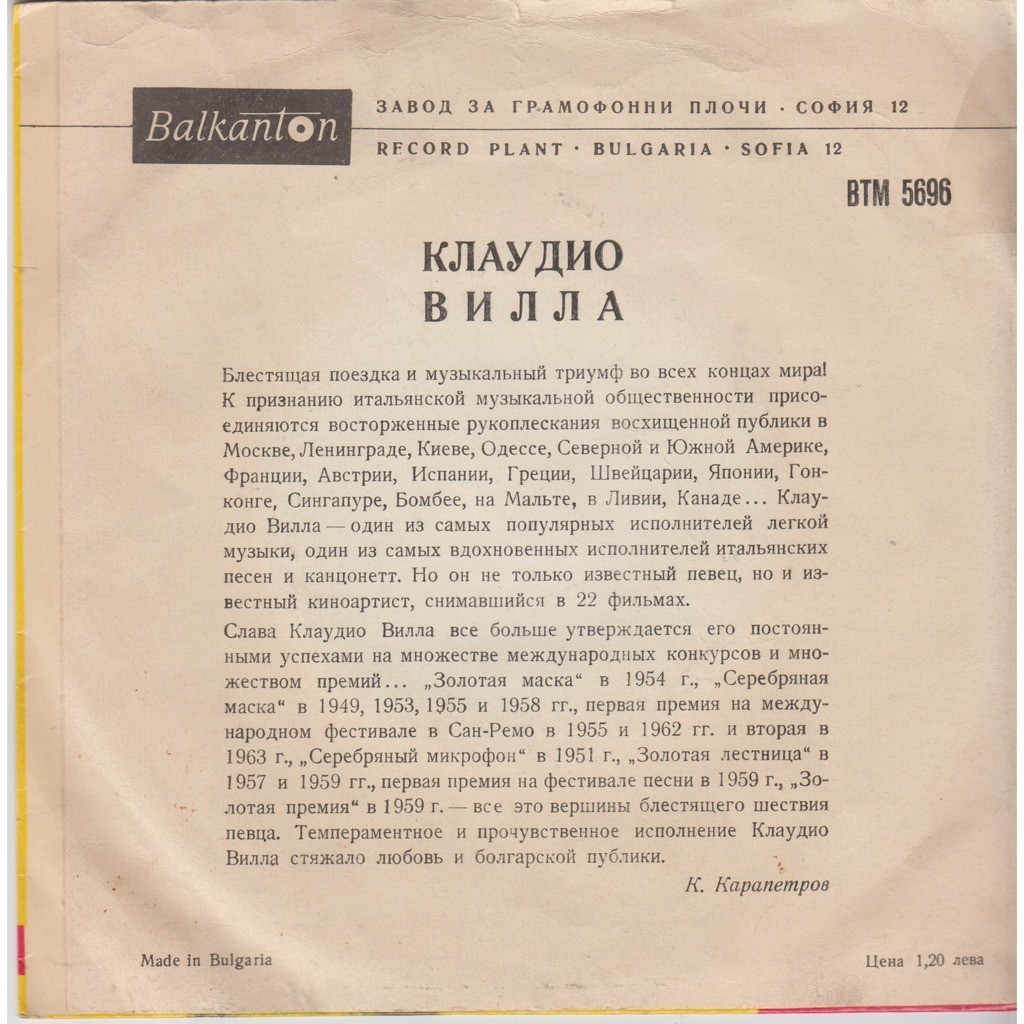 Balkanton
ЗАВОД ЗА ГРАМОФОННИ ПЛОЧИ · СОФИЯ 12
RECORD PLANT · BULGARIA · SOFIA 12
ВТМ 5696
КЛАУДИО
ВИЛЛА
Блестящая поездка и музыкальный триумф во всех концах мира!
К признанию итальянской музыкальной общественности присо-
единяются восторженные рукоплескания восхищенной публики в
Москве, Ленинграде, Киеве, Одессе, Северной и Южной Америке,
Франции, Австрии, Испании, Греции, Швейцарии, Японии, Гон-
конге, Сингапуре, Бомбее, на Мальте, в Ливии, Канаде... Клау-
дио Вилла — один из самых популярных исполнителей легкой
музыки, один из самых вдохновенных исполнителей итальянских
песен и канцонетт. Но он не только известный певец, но и из-
вестный киноартист, снимавшийся в 22 фильмах.
Слава Клаудио Вилла все больше утверждается его постоян-
ными успехами на множестве международных конкурсов и мно-
жеством премий... „Золотая маска“ в 1954 г., „Серебряная
маска“ в 1949, 1953, 1955 и 1958 гг., первая премия на между-
народном фестивале в Сан-Ремо в 1955 и 1962 гг. и вторая в
1963 г., „Серебряный микрофон“ в 1951 г., „Золотая лестница“ в
1957 и 1959 гг., первая премия на фестивале песни в 1959 г., „Зо-
лотая премия“ в 1959 г. — все это вершины блестящего шествия
певца. Темпераментное и прочувственное исполнение Клаудио
Вилла стяжало любовь и болгарской публики.
К. Карапетров
Made in Bulgaria
Цена 1,20 лева